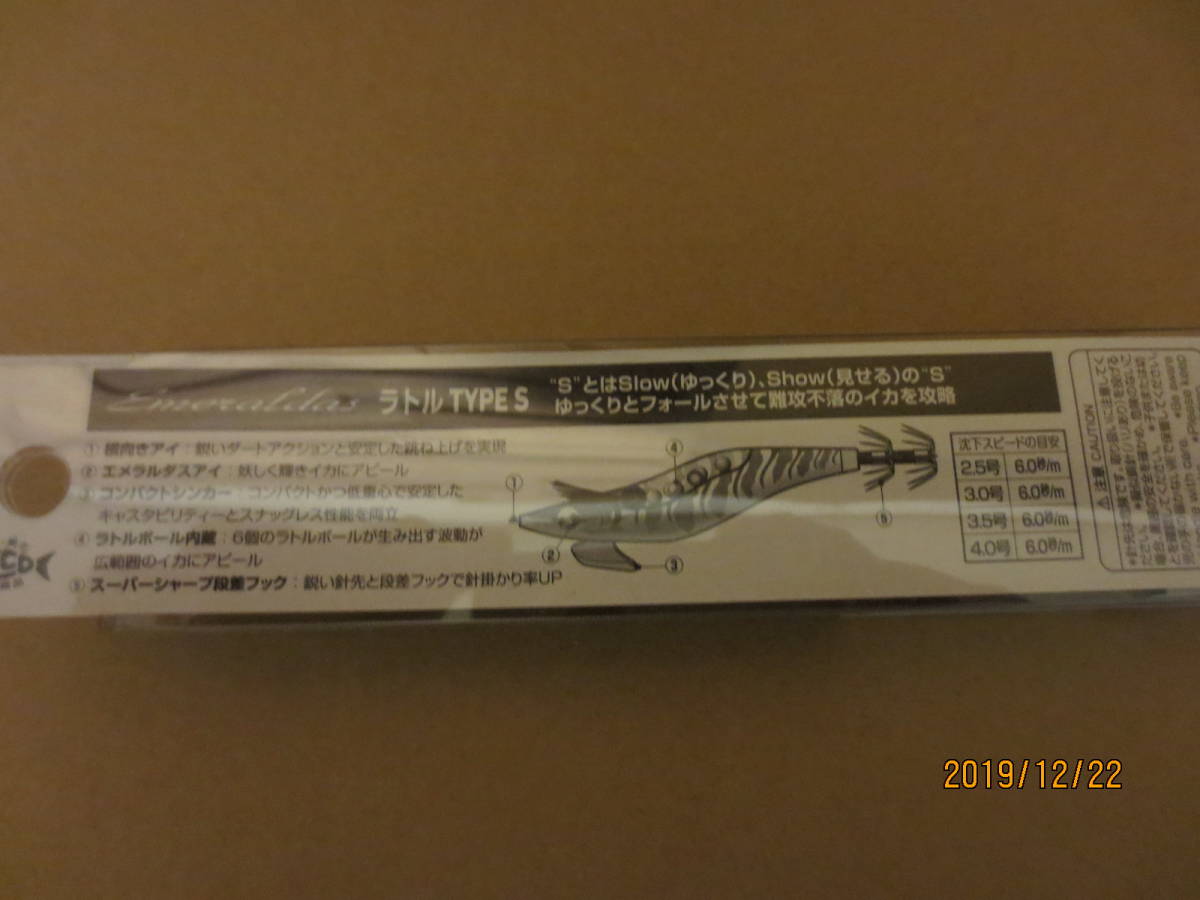 Emeraldas ラトル TYPE S
"S"とはSlow(ゆっくり)、Show(見せる)の"S"
ゆっくりとフォールさせて難攻不落のイカを攻略
① 横向きアイ：鋭いダートアクションと安定した跳ね上げを実現
② エメラルダスアイ：妖しく輝きイカにアピール
③ コンパクトシンカー：コンパクトかつ低重心で安定した
キャスタビリティーとスナッグレス性能を両立
④ ラトルボール内蔵：6個のラトルボールが生み出す波動が
広範囲のイカにアピール
⑤ スーパーシャープ段差フック：鋭い針先と段差フックで針掛かり率UP
①
②
③
④
⑤
沈下スピードの目安
2.5号 6.0秒/m
3.0号 6.0秒/m
3.5号 6.0秒/m
4.0号 6.0秒/m
⚠注意 CAUTION
2019/12/22